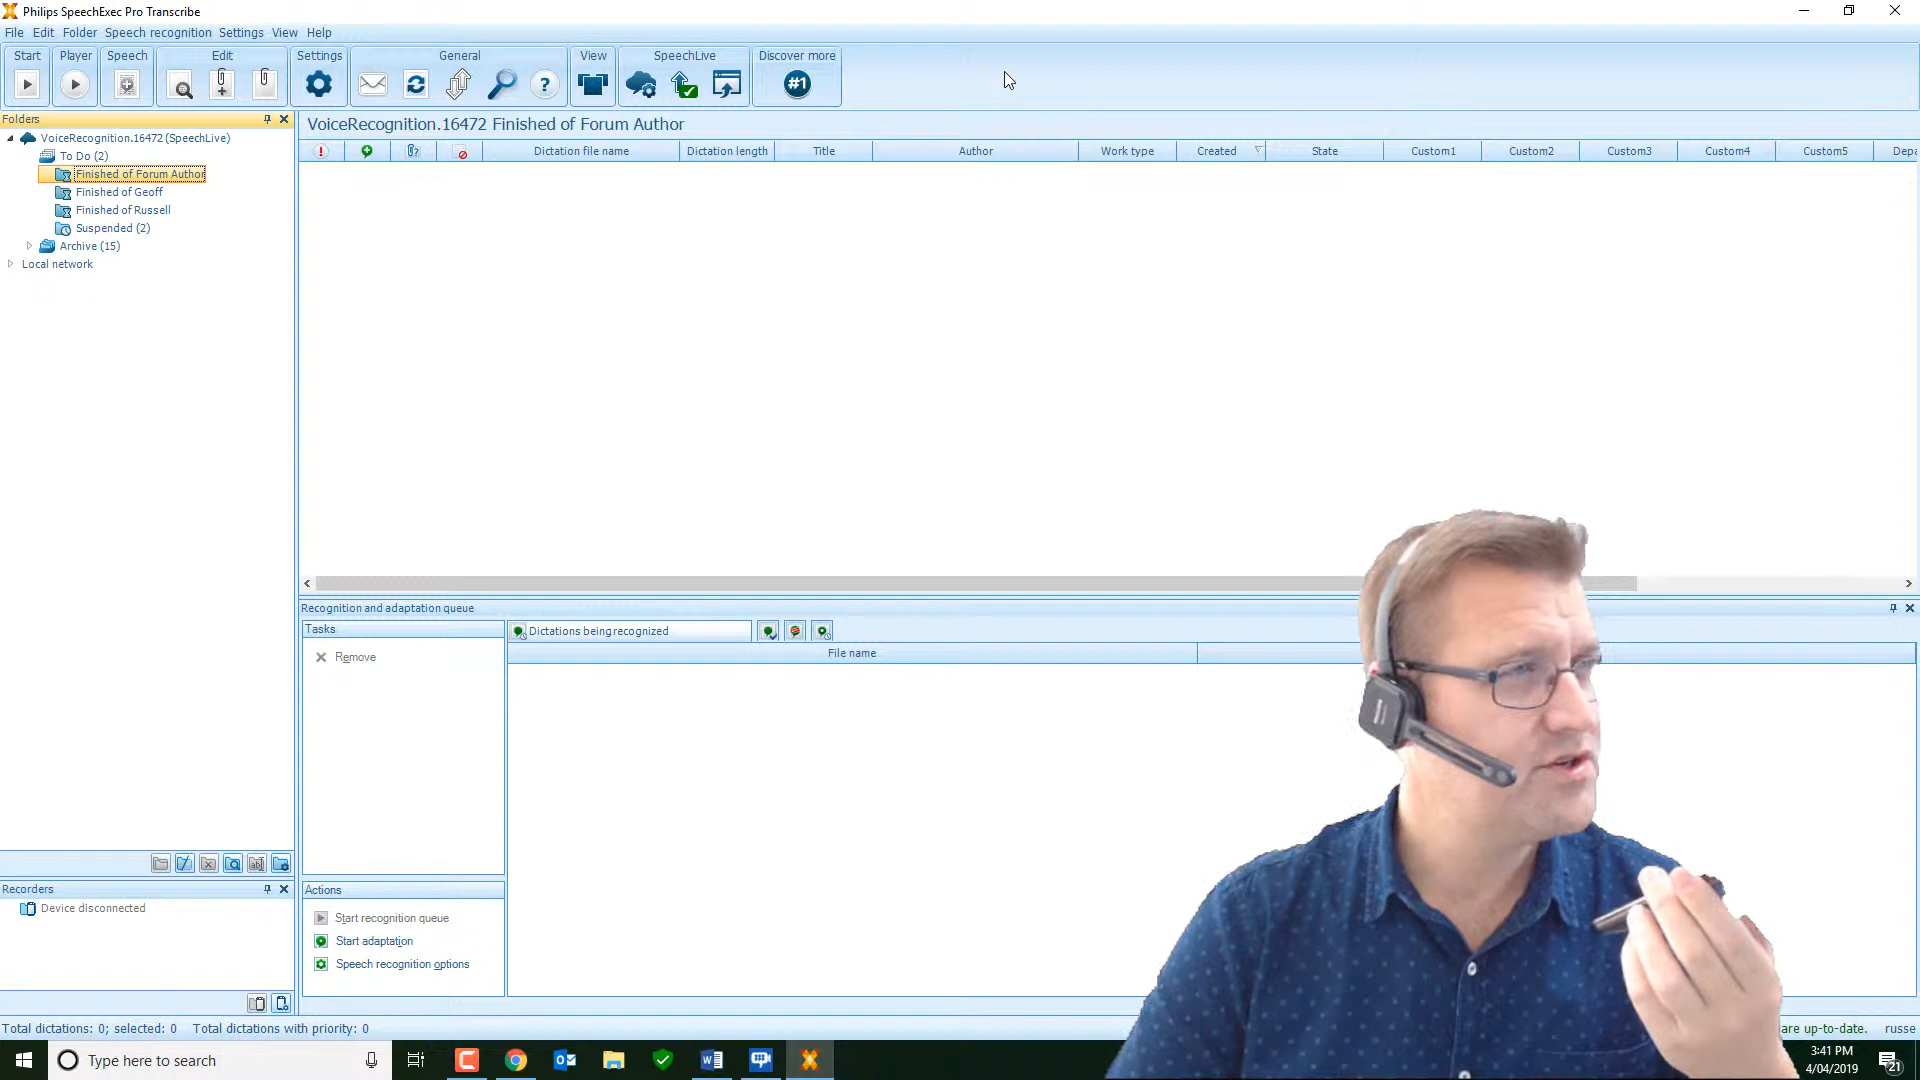 Philips SpeechExec Pro Transcribe
File Edit Folder Speech recognition Settings View Help
Start Player Speech Edit Settings General View SpeechLive Discover more
?
#1
Folders
VoiceRecognition.16472 Finished of Forum Author
VoiceRecognition.16472 (SpeechLive)
Dictation file name Dictation length Title Author Work type Created State Custom1 Custom2 Custom3 Custom4 Custom5 Depa
To Do (2)
Finished of Forum Author
Finished of Geoff
Finished of Russell
Suspended (2)
Archive (15)
Local network
Recognition and adaptation queue
Tasks
Dictations being recognized
Remove
File name
Recorders
Device disconnected
Actions
Start recognition queue
Start adaptation
Speech recognition options
Total dictations: 0; selected: 0 Total dictations with priority: 0
are up-to-date. russe
Type here to search
3:41 PM
4/04/2019
21